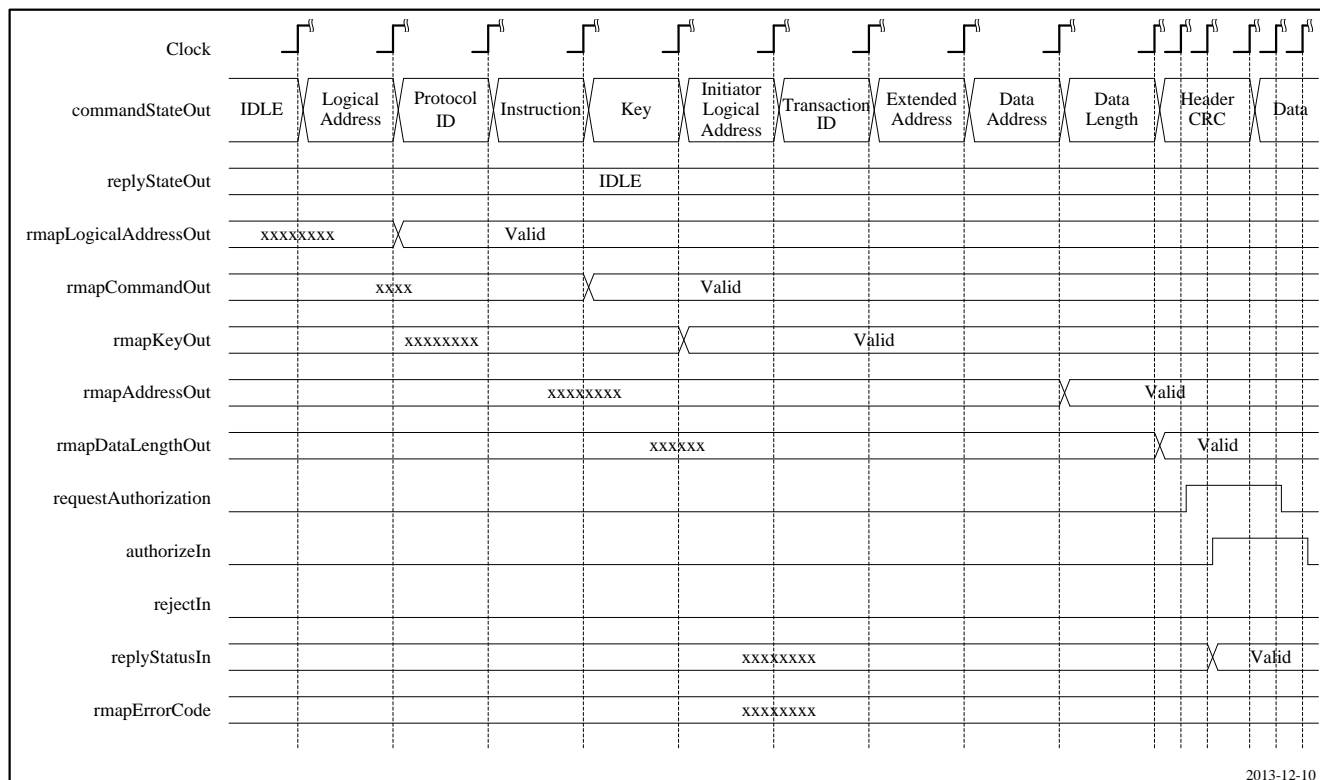 Clock
commandStateOut
IDLE
Logical
Address
Protocol
ID
Instruction
Key
Initiator
Logical
Address
Transaction
ID
Extended
Address
Data
Address
Data
Length
Header
CRC
Data
replyStateOut
IDLE
rmapLogicalAddressOut
xxxxxxxx
Valid
rmapCommandOut
xxxx
Valid
rmapKeyOut
xxxxxxxx
Valid
rmapAddressOut
xxxxxxxx
Valid
rmapDataLengthOut
xxxxxx
Valid
requestAuthorization
authorizeIn
rejectIn
replyStatusIn
xxxxxxxx
Valid
rmapErrorCode
xxxxxxxx
2013-12-10